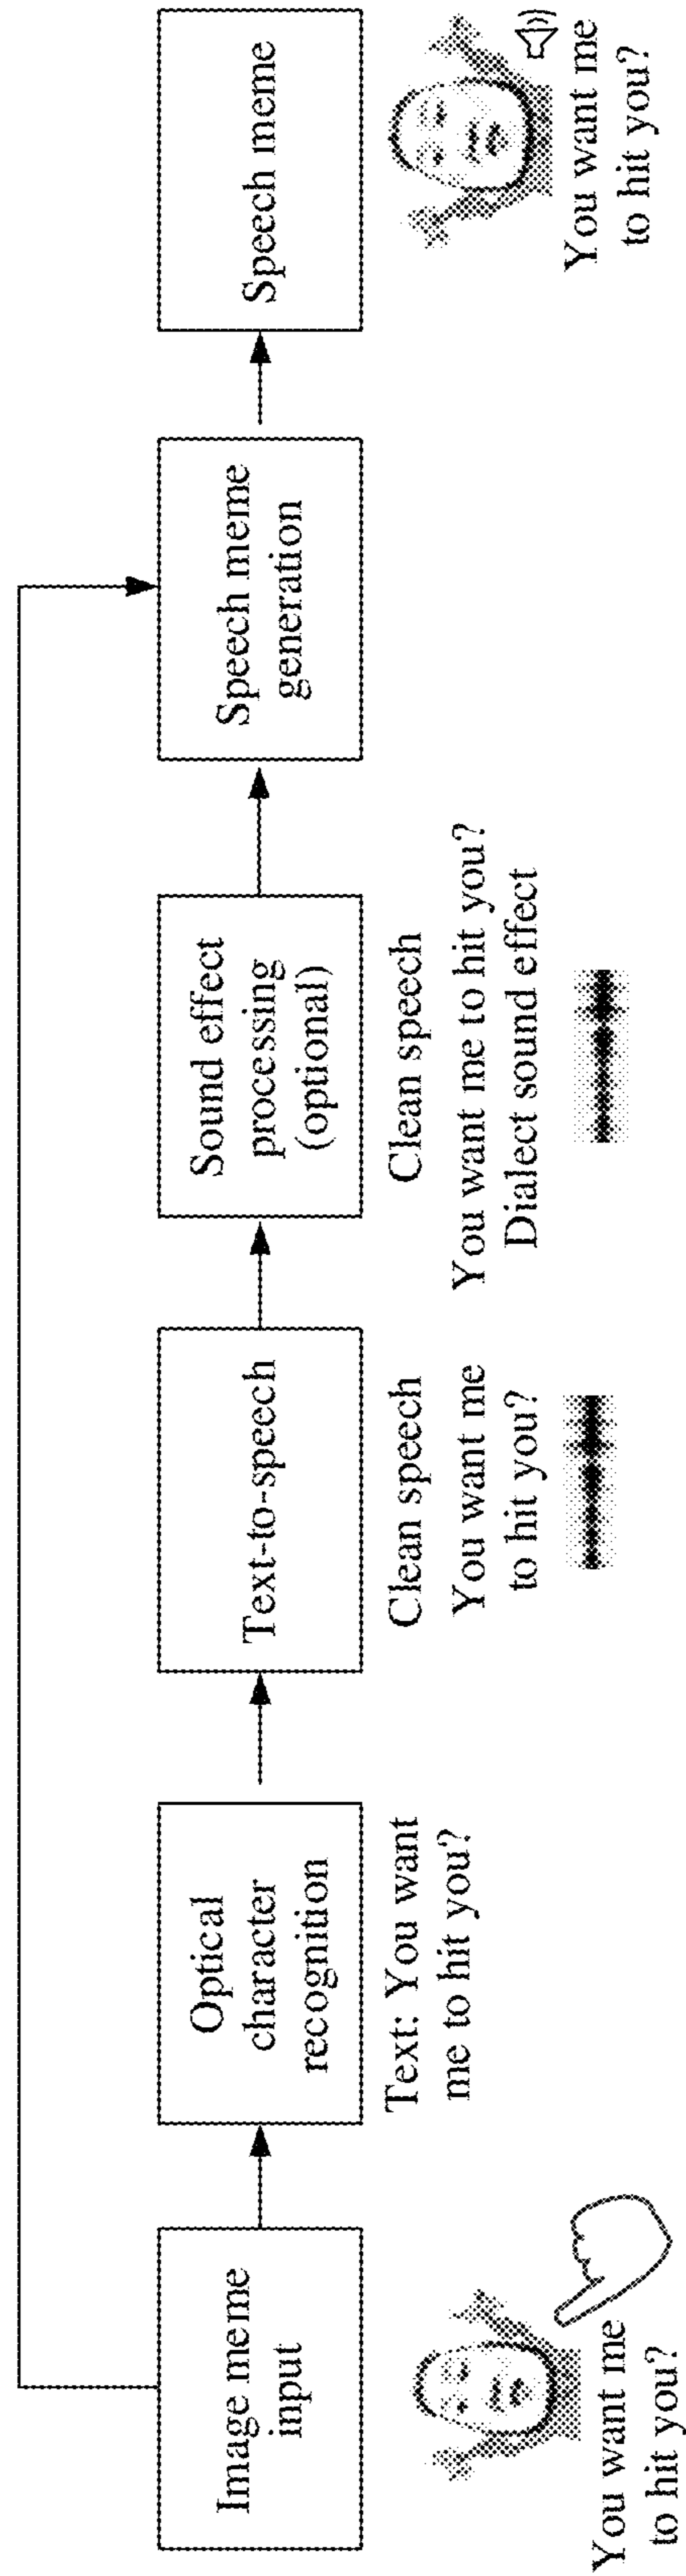 Image meme
input
Optical
character
recognition
Text-to-speech
Sound effect
processing
(optional)
Speech meme
generation
Speech meme
You want me
to hit you?
Text: You want
me to hit you?
Clean speech
You want me
to hit you?
Clean speech
You want me to hit you?
Dialect sound effect
You want me
to hit you?